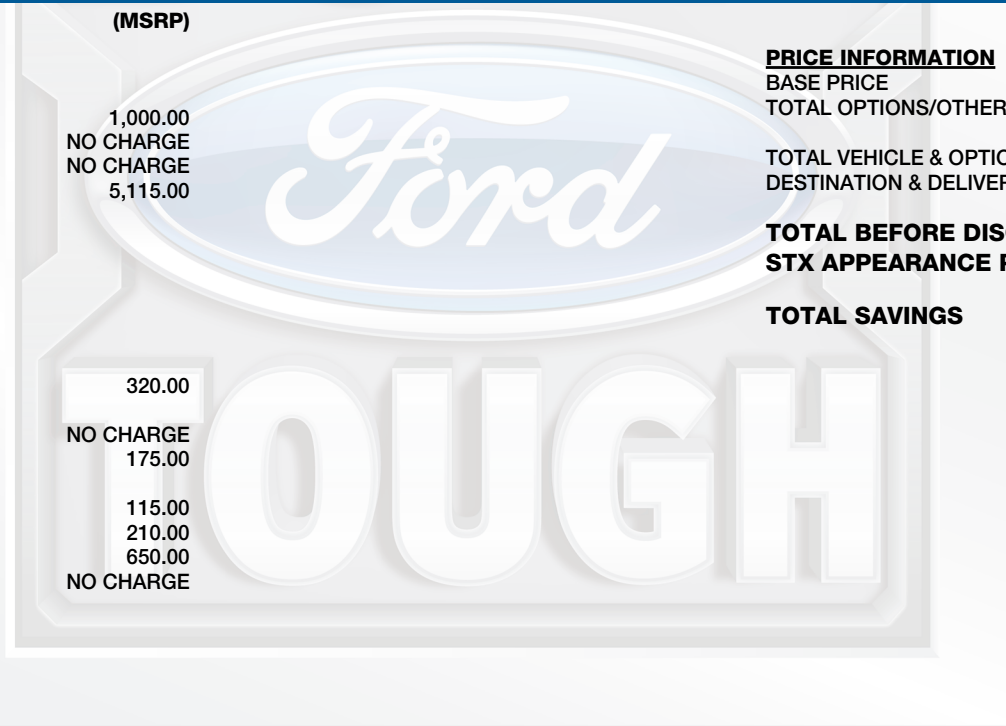 (MSRP)
1,000.00
NO CHARGE
NO CHARGE
5,115.00
320.00
NO CHARGE
175.00
115.00
210.00
650.00
NO CHARGE
PRICE INFORMATION
BASE PRICE
TOTAL OPTIONS/OTHER
TOTAL VEHICLE & OPTIO
DESTINATION & DELIVER
TOTAL BEFORE DIS
STX APPEARANCE P
TOTAL SAVINGS
Ford
TOUGH